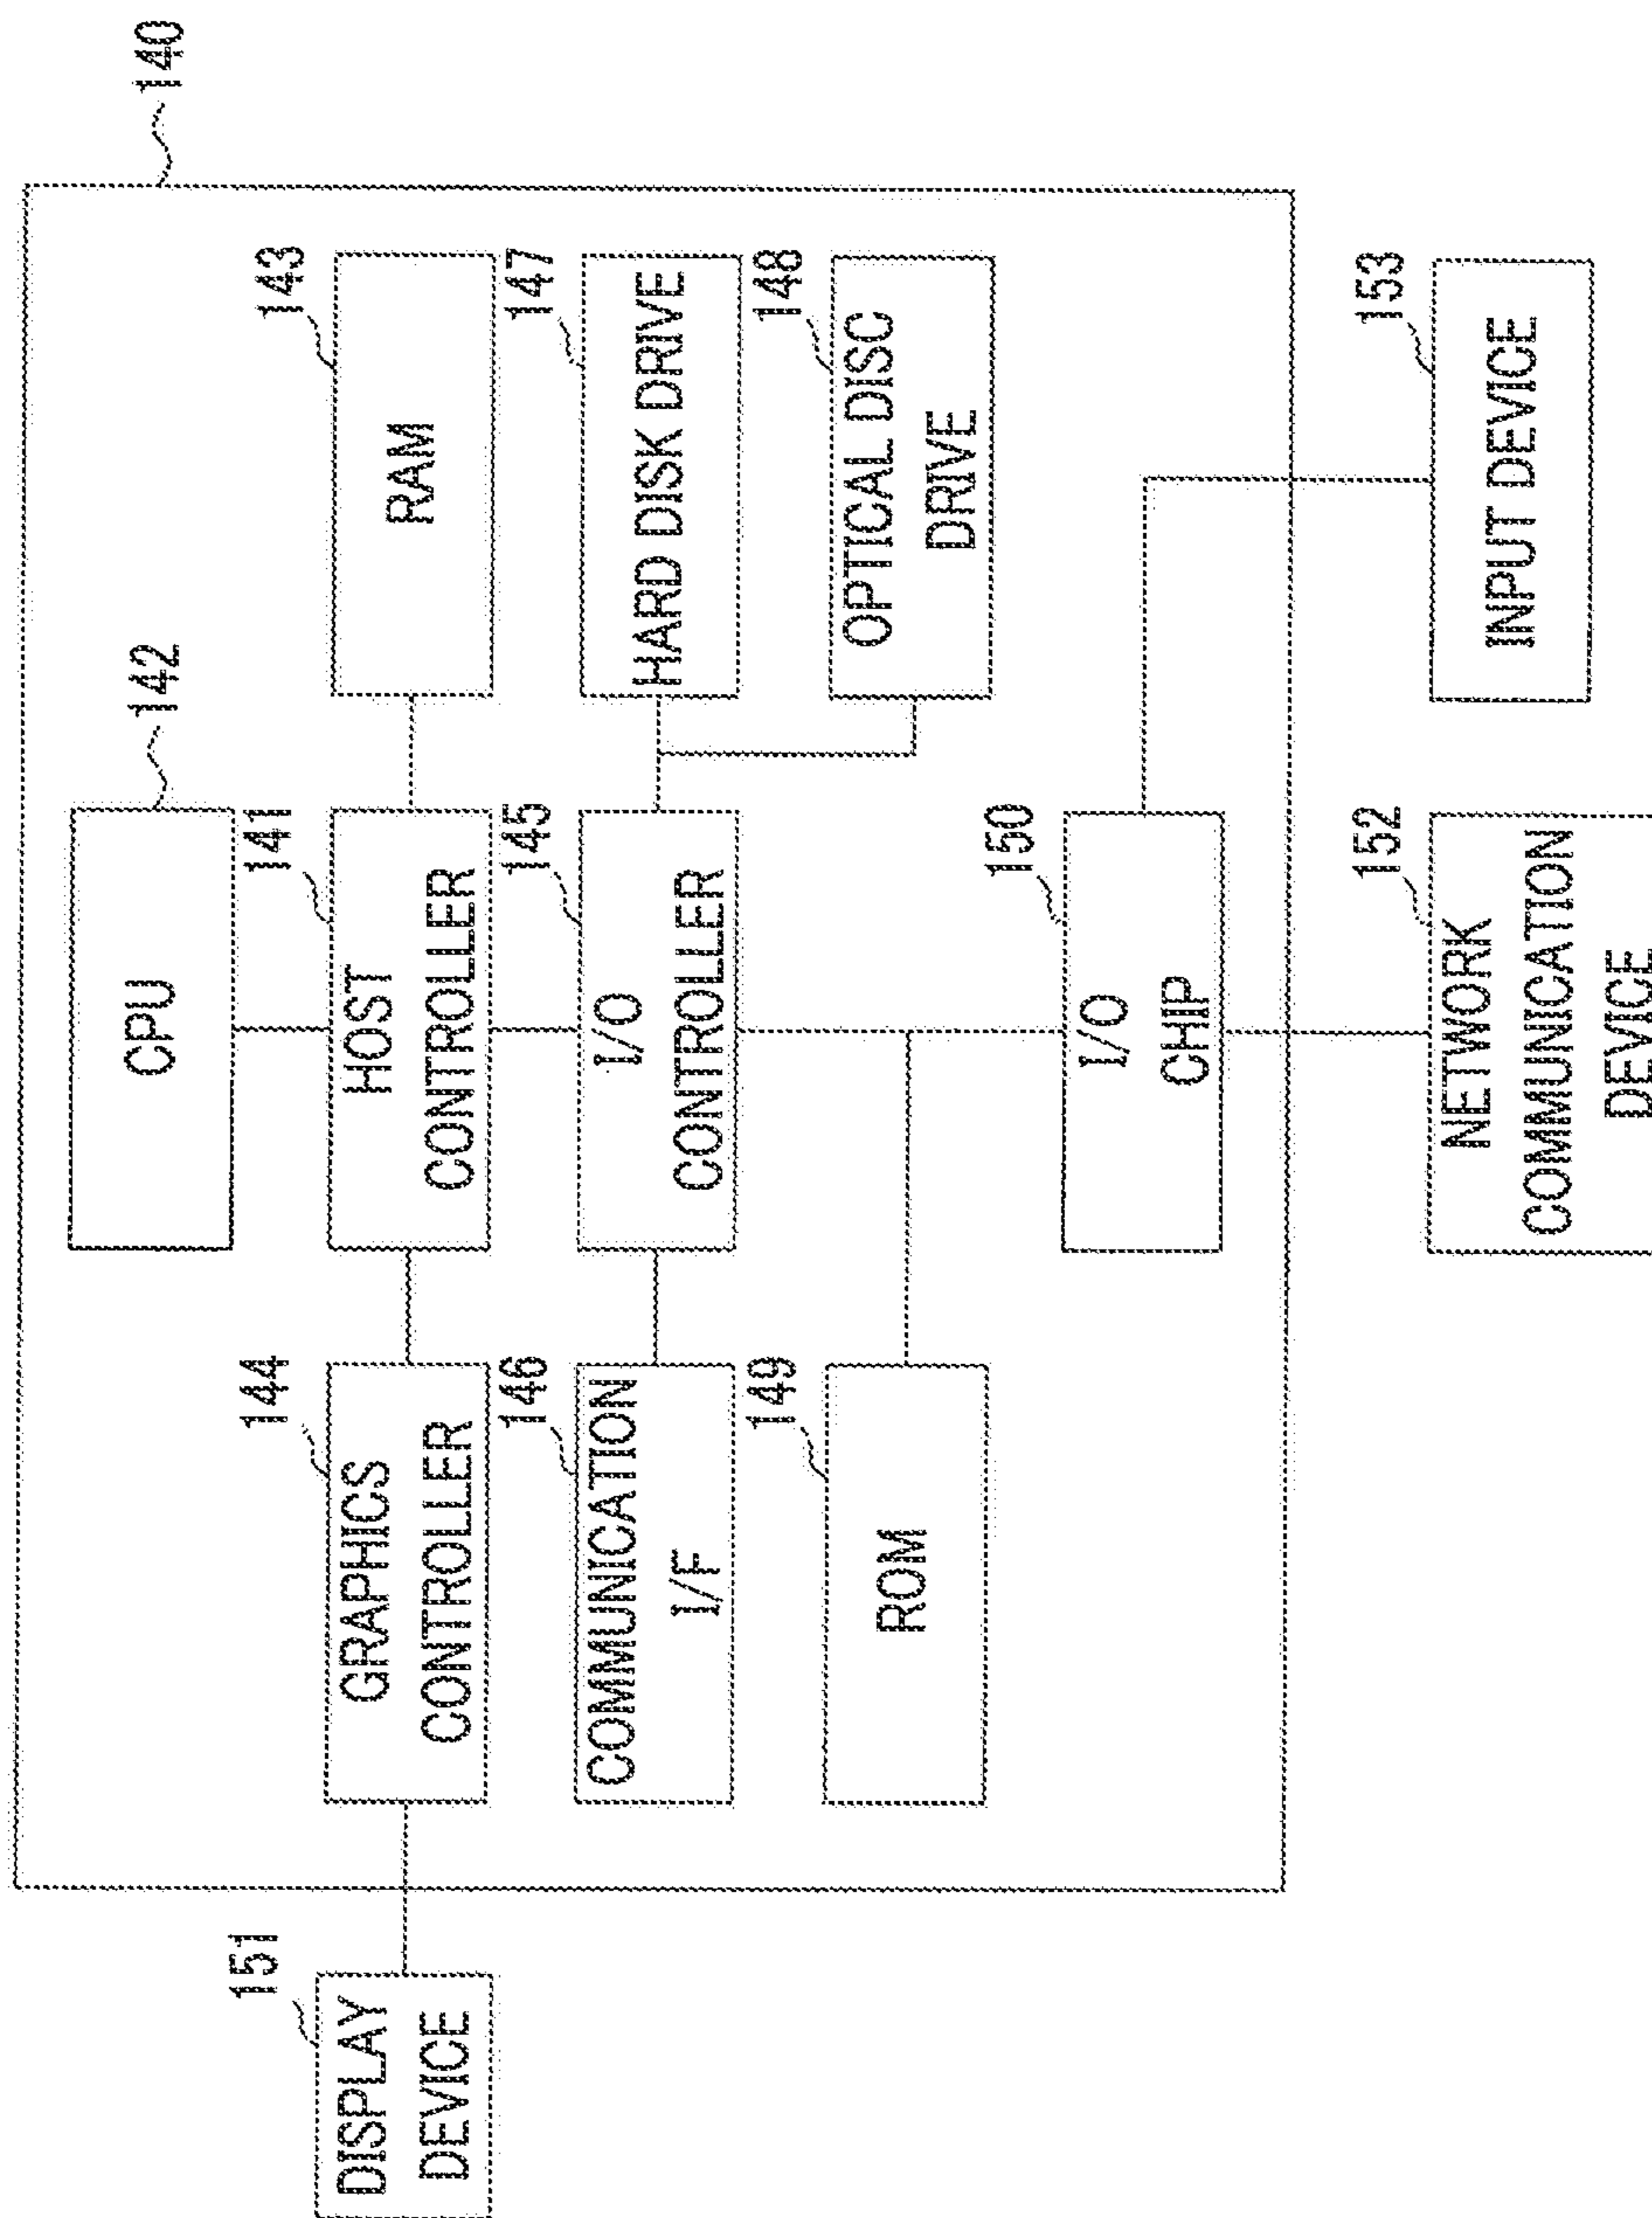 140
142
CPU
144
GRAPHICS
CONTROLLER
141
HOST
CONTROLLER
143
RAM
151
DISPLAY
DEVICE
146
COMMUNICATION
I/F
145
I/O
CONTROLLER
147
HARD DISK DRIVE
149
ROM
148
OPTICAL DISC
DRIVE
150
I/O
CHIP
152
NETWORK
COMMUNICATION
DEVICE
153
INPUT DEVICE